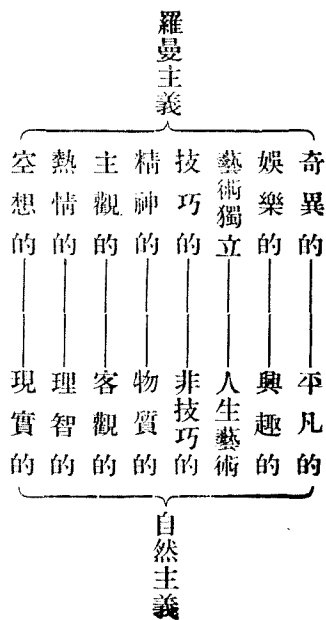 羅曼主義
奇異的
娛樂的
藝術獨立
技巧的
精神的
主觀的
熱情的
空想的
平凡的
興趣的
人生藝術
非技巧的
物質的
客觀的
理智的
現實的
自然主義